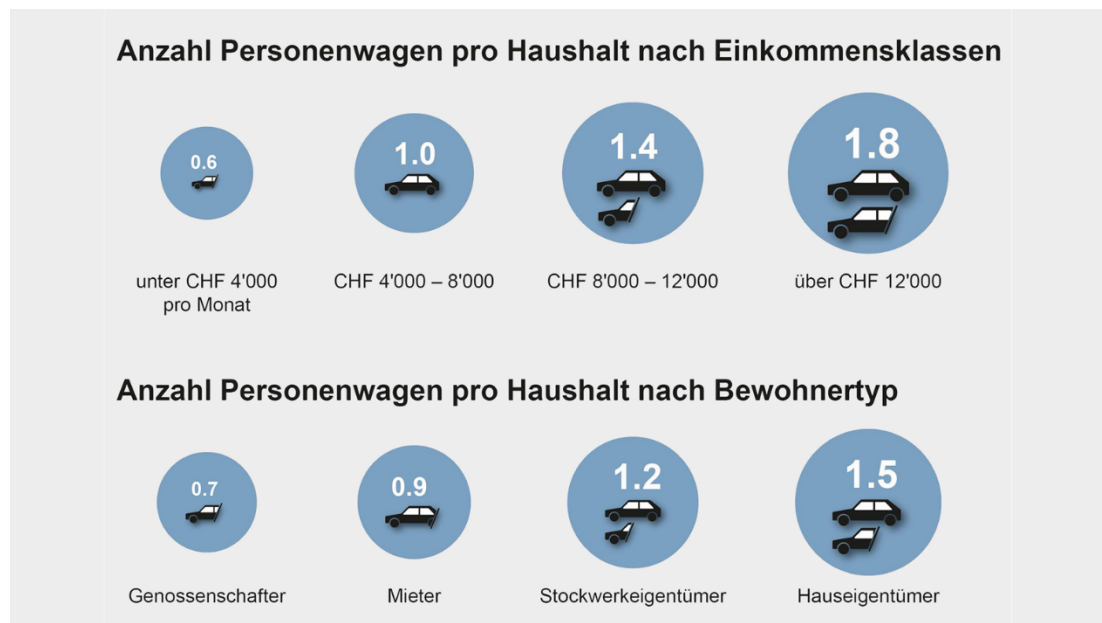 Anzahl Personenwagen pro Haushalt nach Einkommensklassen
0.6
1.0
1.4
1.8
unter CHF 4'000
pro Monat
CHF 4'000 – 8'000
CHF 8'000 – 12'000
über CHF 12'000
Anzahl Personenwagen pro Haushalt nach Bewohnertyp
0.7
0.9
1.2
1.5
Genossenschafter
Mieter
Stockwerkeigentümer
Hauseigentümer